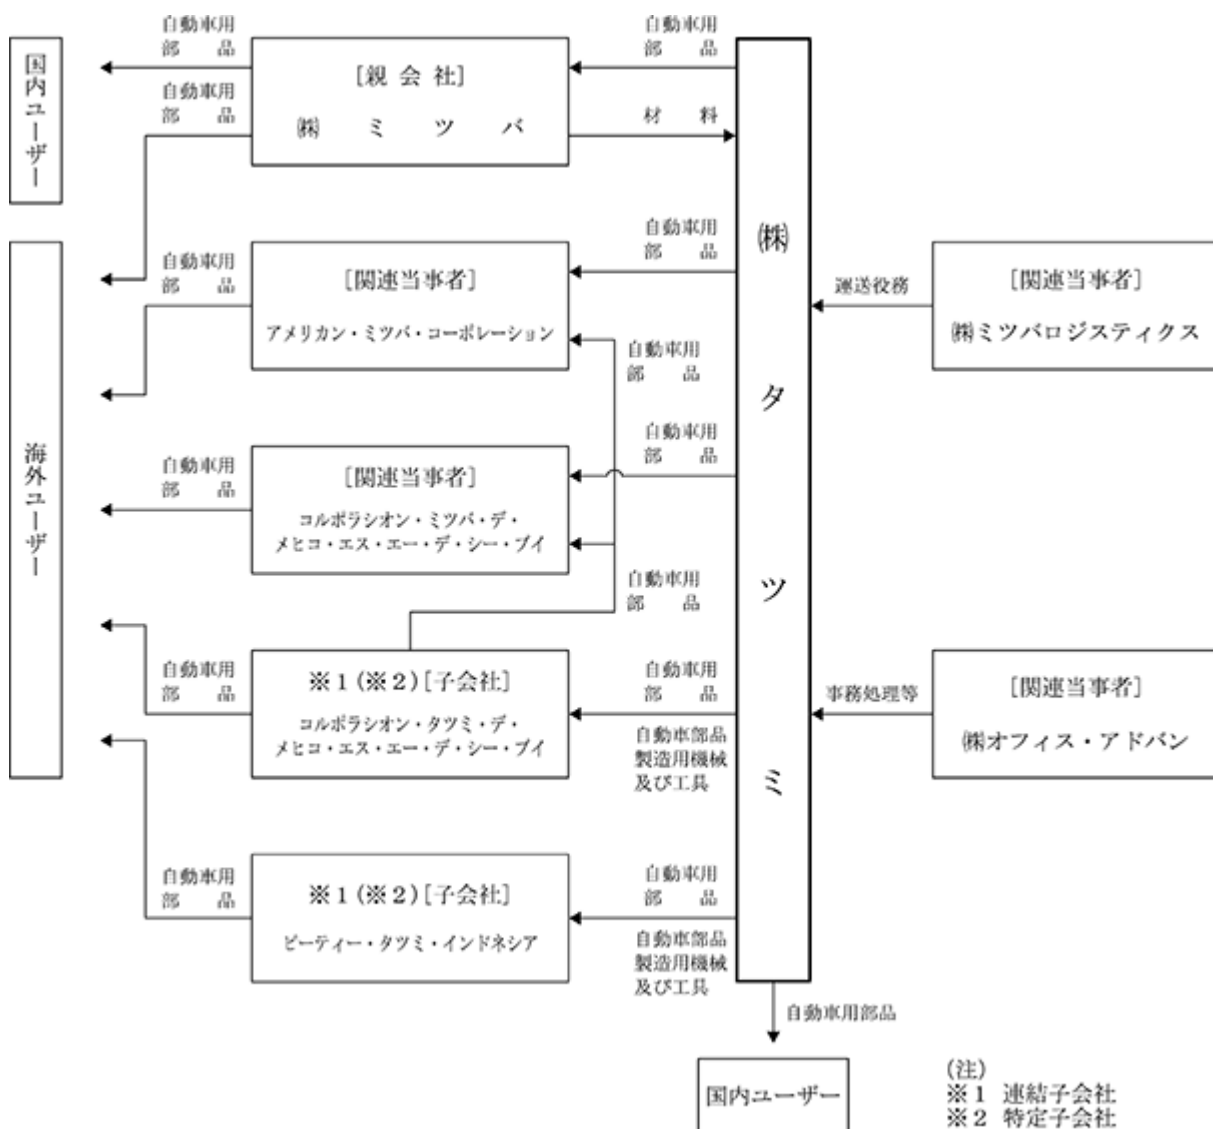 自動車用
部　　品
自動車用
部　　品
国内ユーザー
[親 会 社]
㈱ ミ ツ バ
自動車用
部　　品
材　　料
㈱タツミ
自動車用
部　　品
[関連当事者]
アメリカン・ミツバ・コーポレーション
自動車用
部　　品
自動車用
部　　品
運送役務
[関連当事者]
㈱ミツバロジスティクス
海外ユーザー
自動車用
部　　品
[関連当事者]
コルポラシオン・ミツバ・デ・
メヒコ・エス・エー・デ・シー・ブイ
自動車用
部　　品
自動車用
部　　品
自動車用
部　　品
※1(※2)[子会社]
コルポラシオン・タツミ・デ・
メヒコ・エス・エー・デ・シー・ブイ
自動車用
部　　品
自動車部品
製造用機械
及び工具
事務処理等
[関連当事者]
㈱オフィス・アドバン
自動車用
部　　品
※1(※2)[子会社]
ピーティー・タツミ・インドネシア
自動車用
部　　品
自動車部品
製造用機械
及び工具
自動車用部品
国内ユーザー
(注)
※1 連結子会社
※2 特定子会社